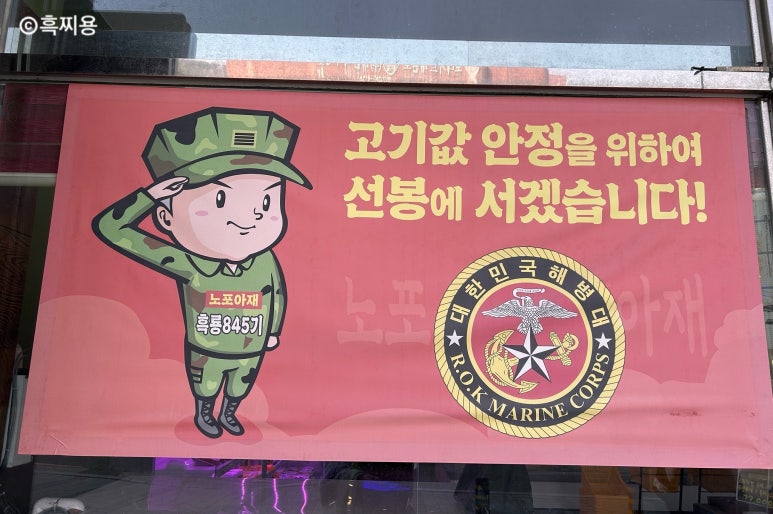 ©흑찌용
고기값 안정을 위하여
선봉에 서겠습니다!
노포아재
흑룡845기
대한민국해병대
R.O.K MARINE CORPS